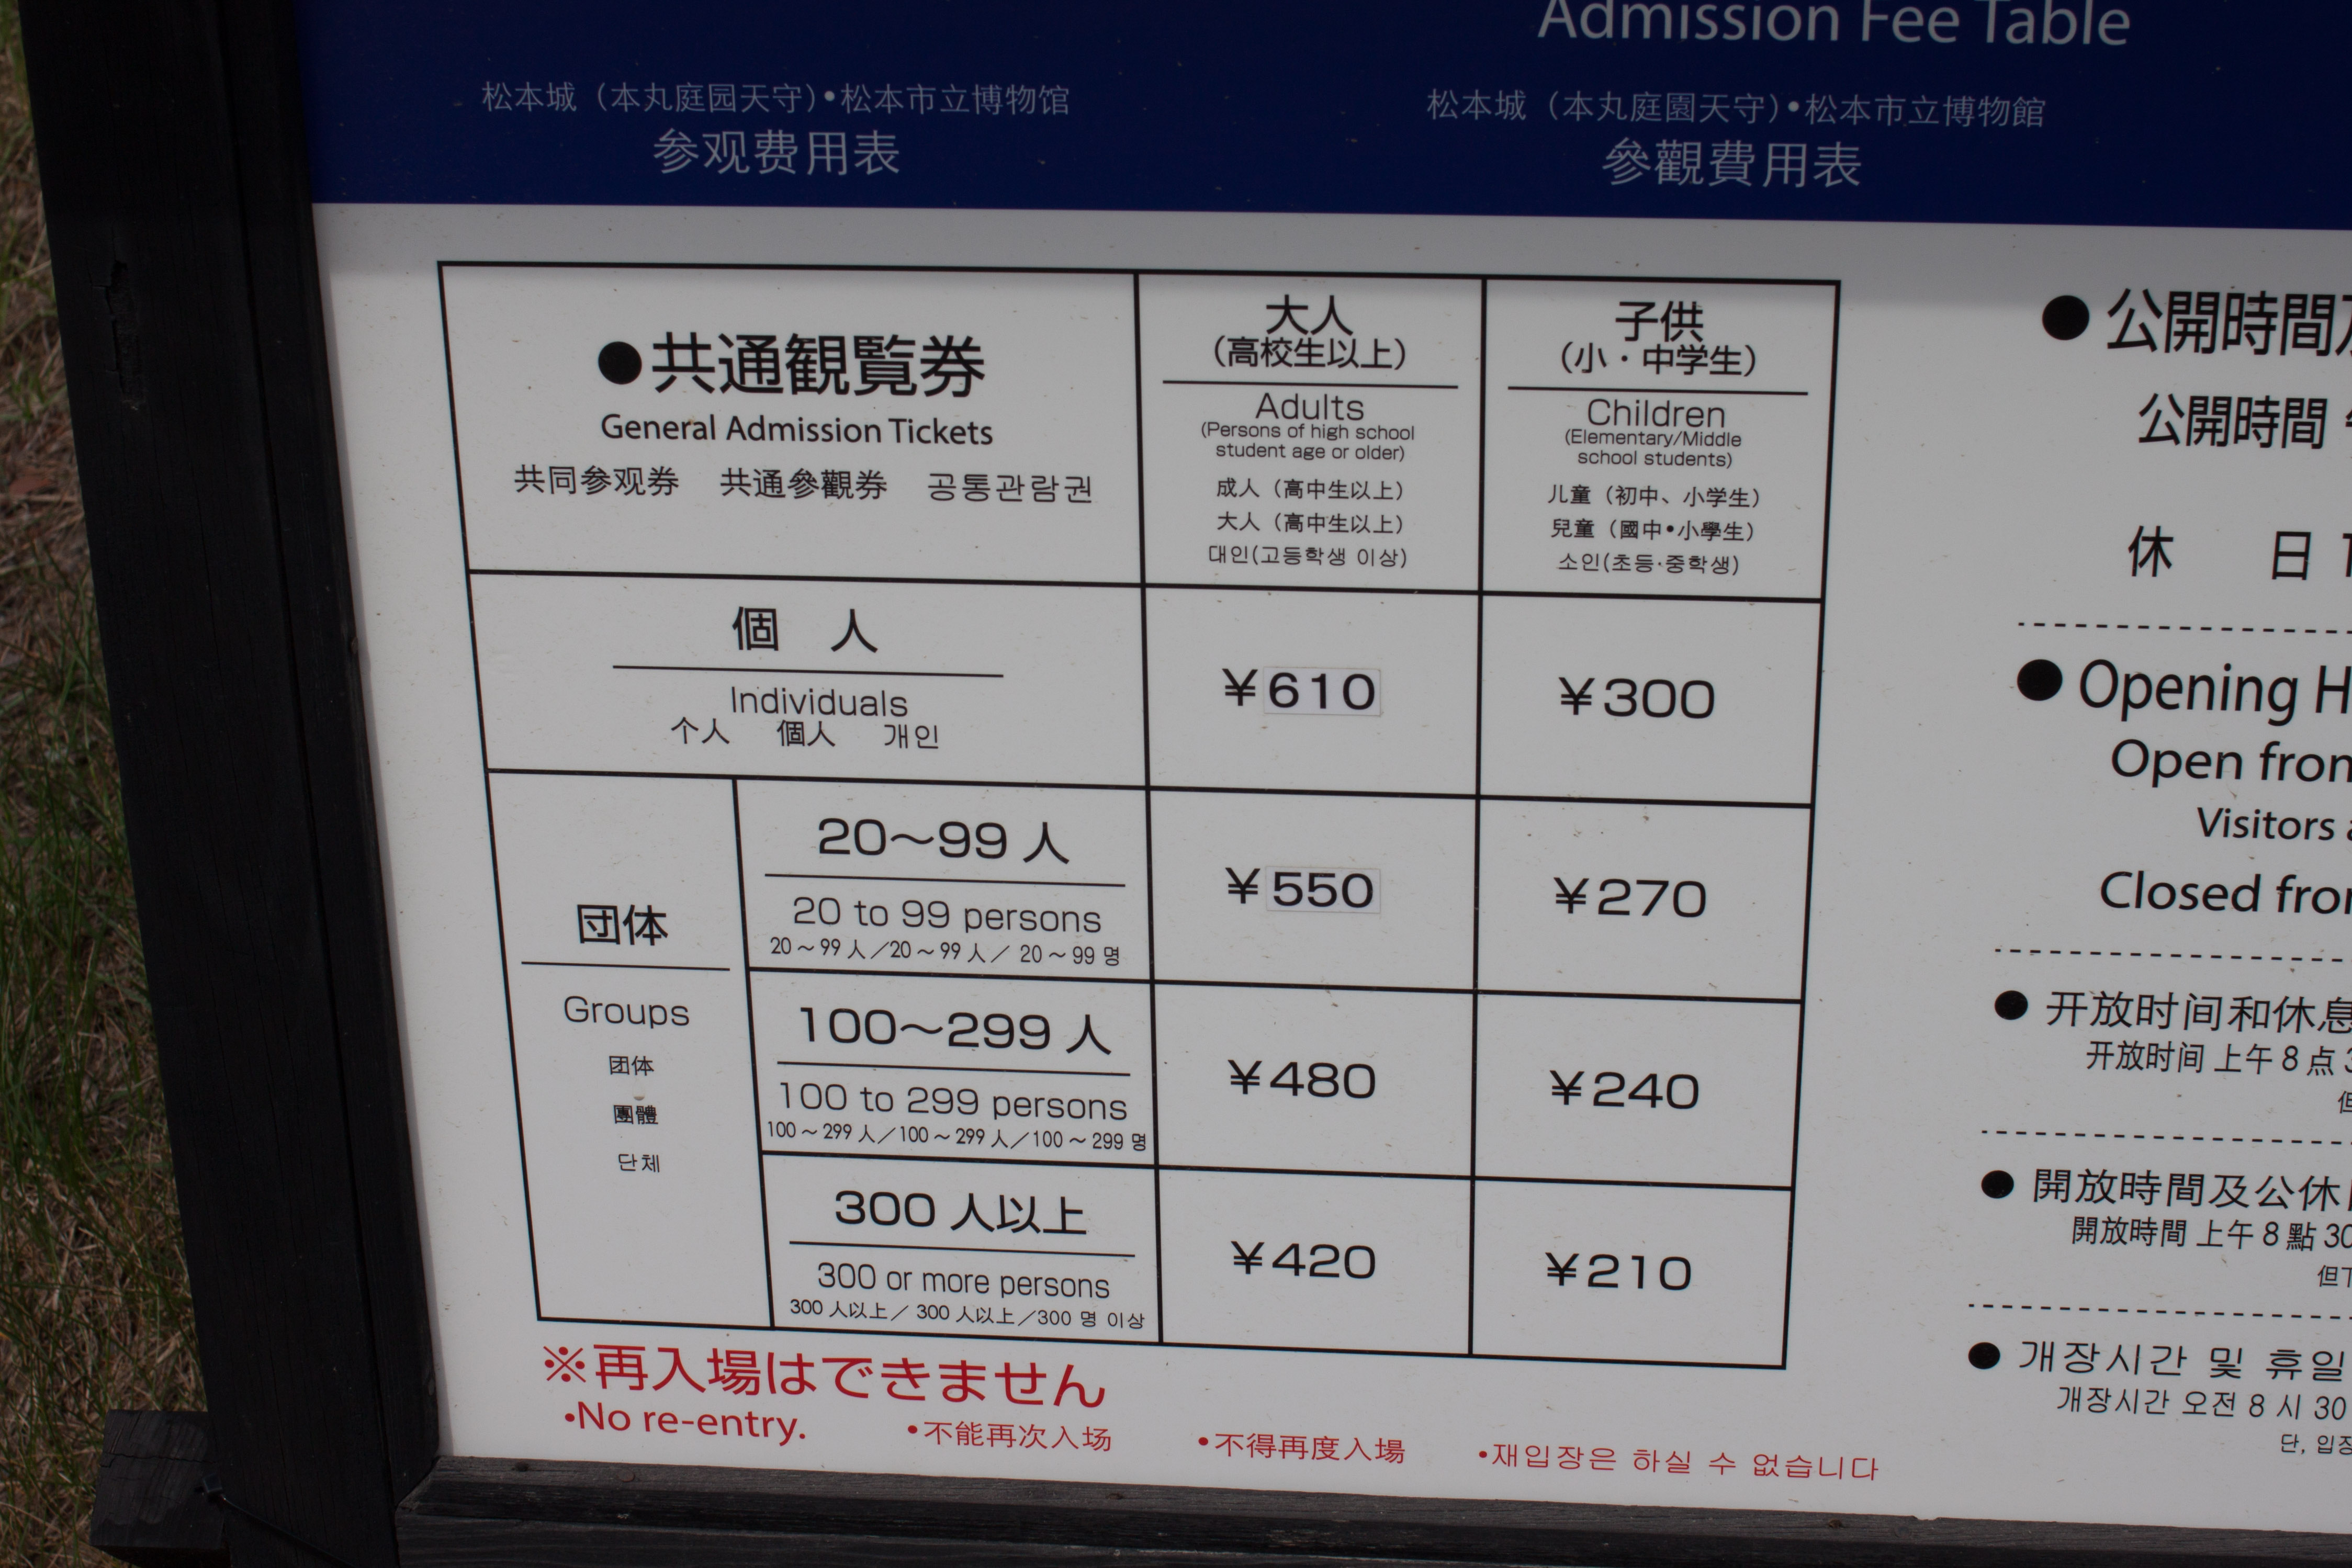 Admission Fee Table
松本城（本丸庭园天守）•松本市立博物馆
参观费用表
松本城（本丸庭園天守）•松本市立博物館
參觀費用表
●共通観覧券
General Admission Tickets
共同参观券 共通參觀券 공통관람권
大人
（高校生以上）
Adults
(Persons of high school
student age or older)
成人（高中生以上）
大人（高中生以上）
대인(고등학생 이상)
子供
（小・中学生）
Children
(Elementary/Middle
school students)
儿童（初中、小学生）
兒童（國中•小學生）
소인(초등·중학생)
個 人
Individuals
个人 個人 개인
¥610
¥300
団体
Groups
团体
團體
단체
20～99 人
20 to 99 persons
20～99 人／20～99 人／ 20～99 명
¥550
¥270
100～299 人
100 to 299 persons
100～299 人／100～299 人／100～299 명
¥480
¥240
300 人以上
300 or more persons
300 人以上／ 300 人以上／300 명 이상
¥420
¥210
※再入場はできません
•No re-entry. •不能再次入场 •不得再度入場 •재입장은 하실 수 없습니다
●公開時間
公開時間
休 日
●Opening
Open
Visitors
Closed
● 开放时间和休息
开放时间 上午 8 点
● 開放時間及公休
開放時間 上午 8 點 30
● 개장시간 및 휴일
개장시간 오전 8 시 30
단, 입장